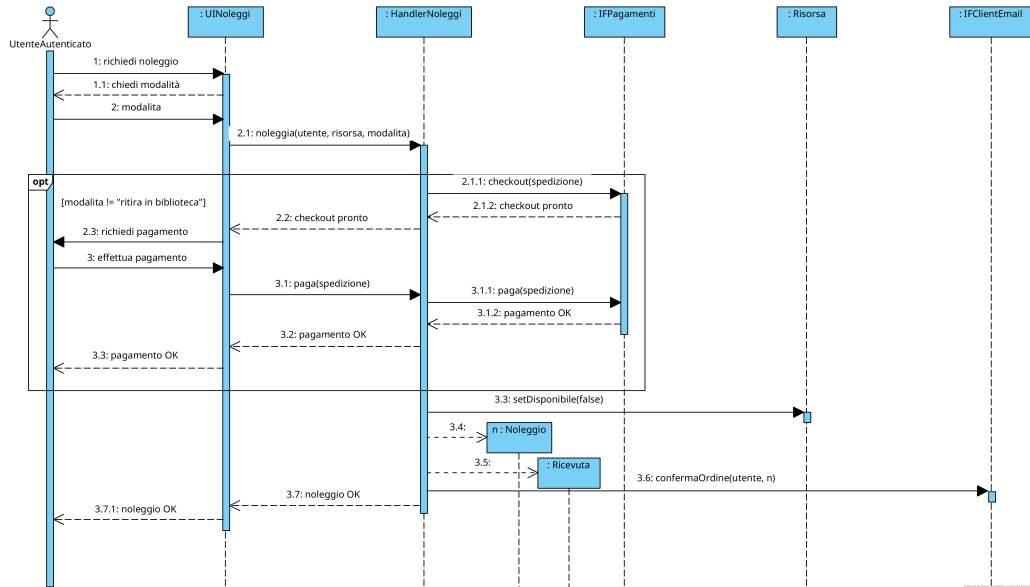 : UINoleggi
: HandlerNoleggi
: IFPagamenti
: Risorsa
: IFClientEmail
UtenteAutenticato
1: richiedi noleggio
1.1: chiedi modalità
2: modalita
2.1: noleggia(utente, risorsa, modalita)
opt
2.1.1: checkout(spedizione)
[modalita != "ritira in biblioteca"]
2.1.2: checkout pronto
2.2: checkout pronto
2.3: richiedi pagamento
3: effettua pagamento
3.1: paga(spedizione)
3.1.1: paga(spedizione)
3.1.2: pagamento OK
3.2: pagamento OK
3.3: pagamento OK
3.3: setDisponibile(false)
3.4:
n : Noleggio
3.5:
: Ricevuta
3.6: confermaOrdine(utente, n)
3.7: noleggio OK
3.7.1: noleggio OK